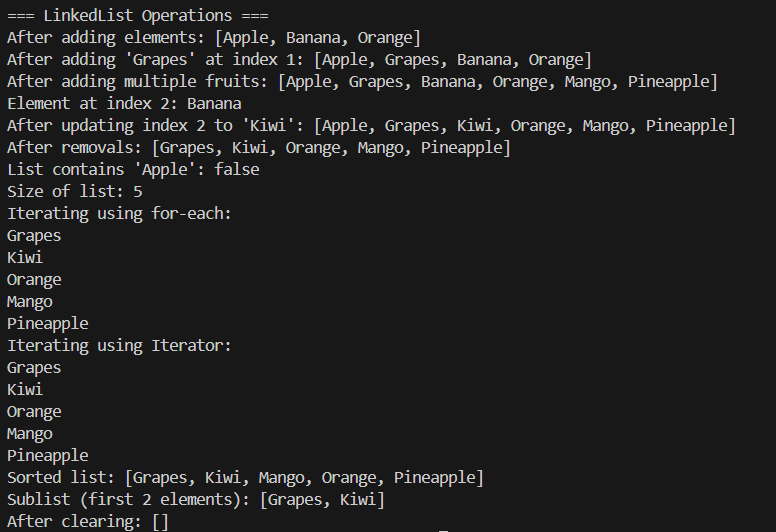 === LinkedList Operations ===
After adding elements: [Apple, Banana, Orange]
After adding 'Grapes' at index 1: [Apple, Grapes, Banana, Orange]
After adding multiple fruits: [Apple, Grapes, Banana, Orange, Mango, Pineapple]
Element at index 2: Banana
After updating index 2 to 'Kiwi': [Apple, Grapes, Kiwi, Orange, Mango, Pineapple]
After removals: [Grapes, Kiwi, Orange, Mango, Pineapple]
List contains 'Apple': false
Size of list: 5
Iterating using for-each:
Grapes
Kiwi
Orange
Mango
Pineapple
Iterating using Iterator:
Grapes
Kiwi
Orange
Mango
Pineapple
Sorted list: [Grapes, Kiwi, Mango, Orange, Pineapple]
Sublist (first 2 elements): [Grapes, Kiwi]
After clearing: []